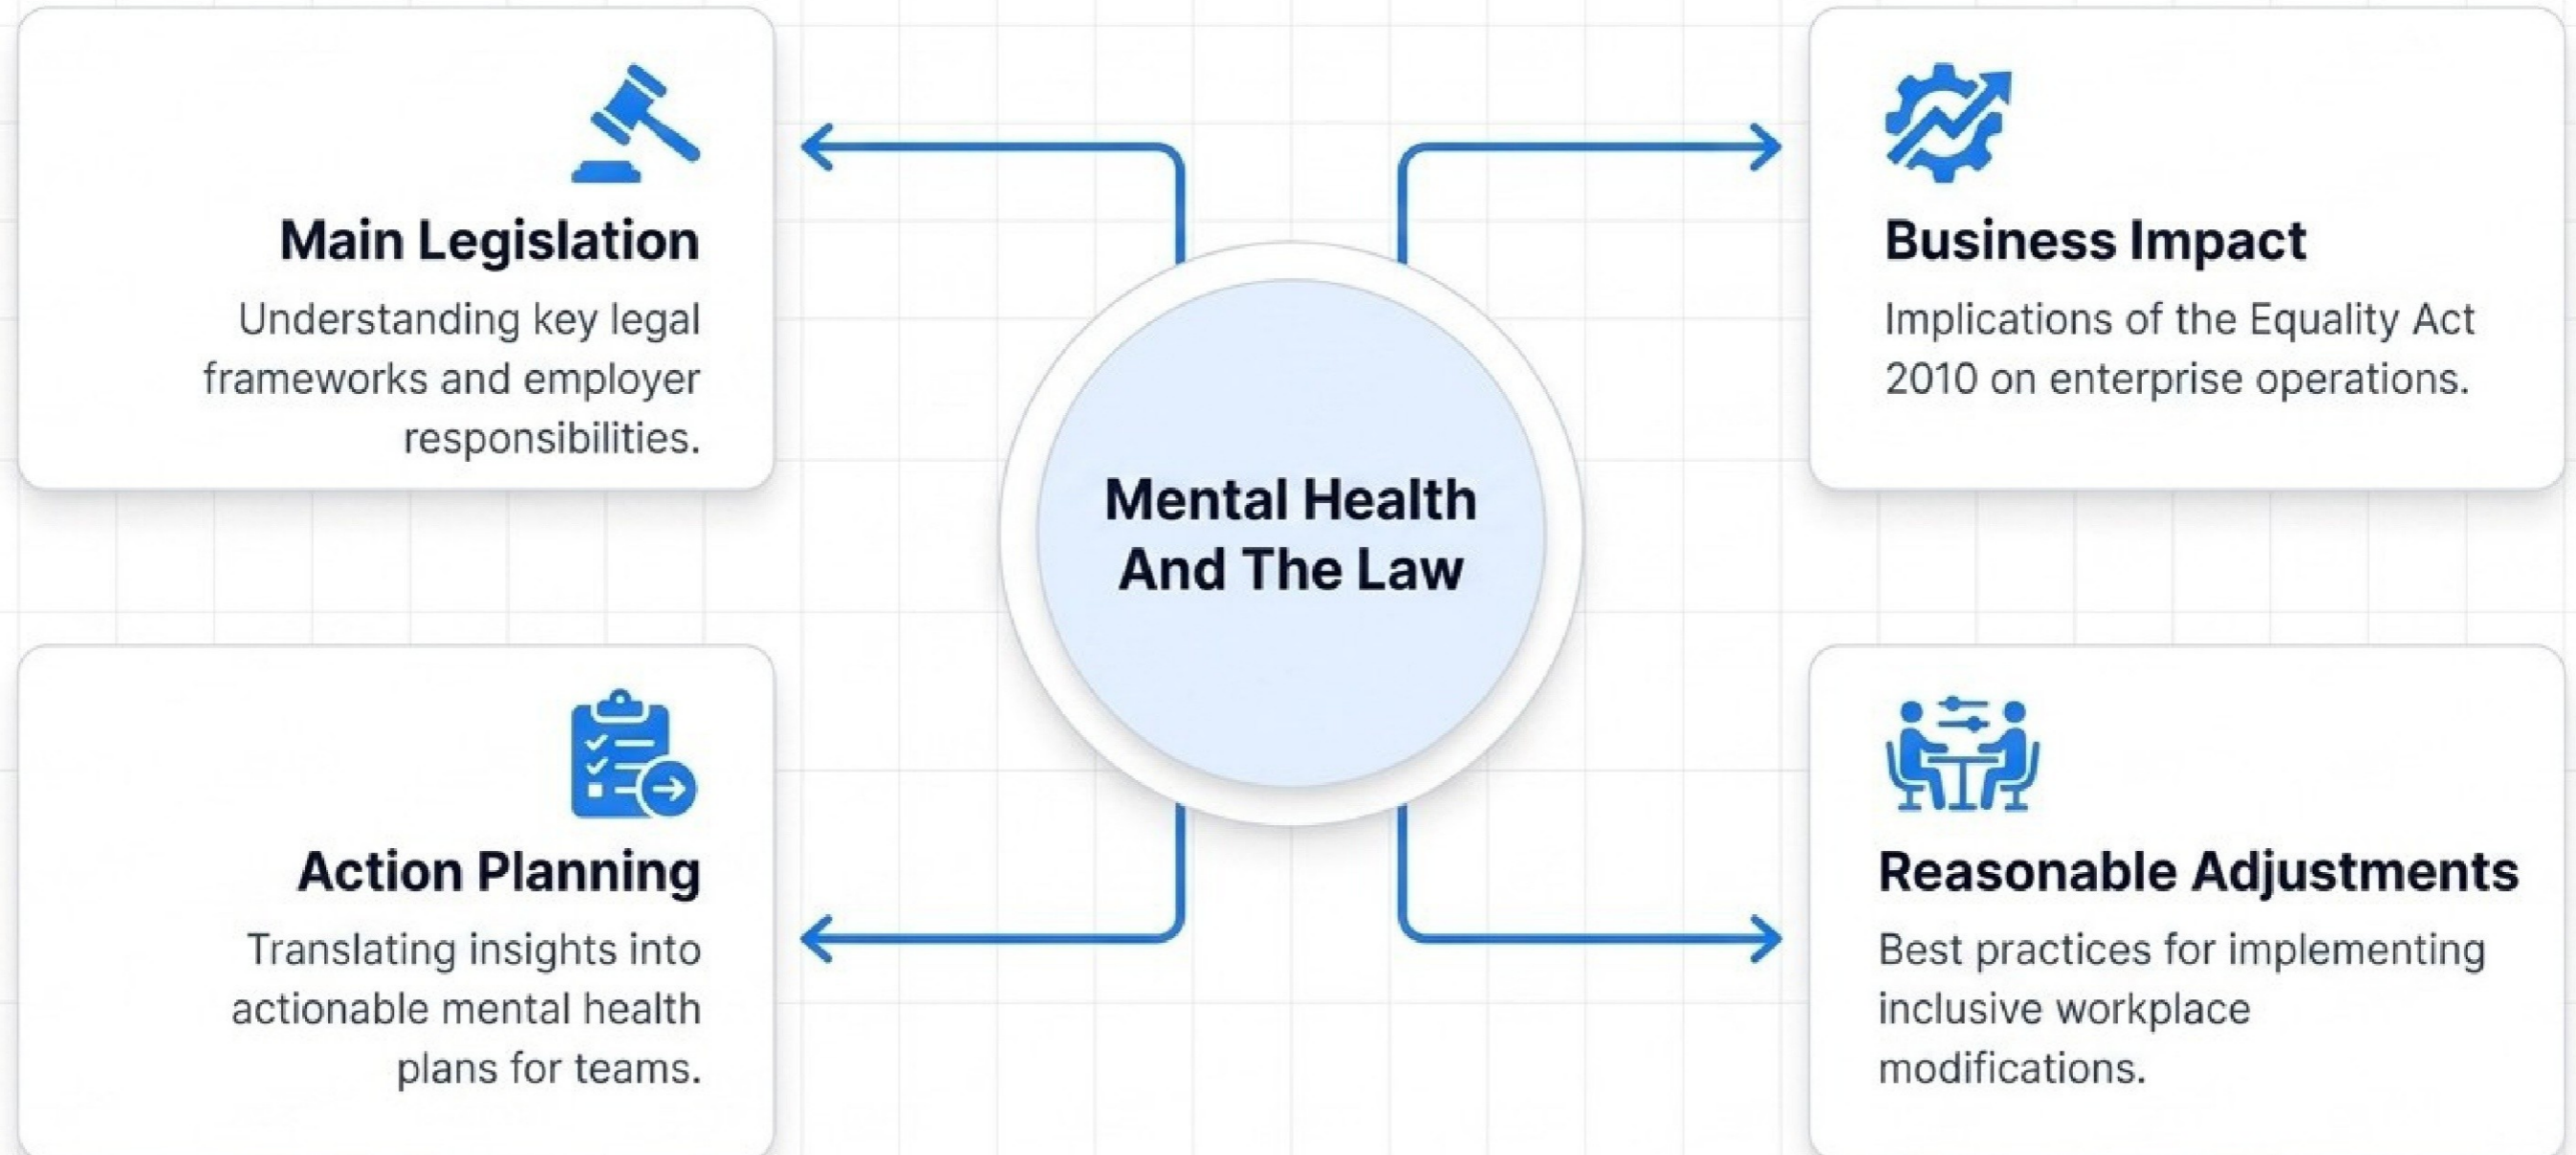 Main Legislation
Understanding key legal
frameworks and employer
responsibilities.
Business Impact
Implications of the Equality Act
2010 on enterprise operations.
Mental Health
And The Law
Action Planning
Translating insights into
actionable mental health
plans for teams.
Reasonable Adjustments
Best practices for implementing
inclusive workplace
modifications.